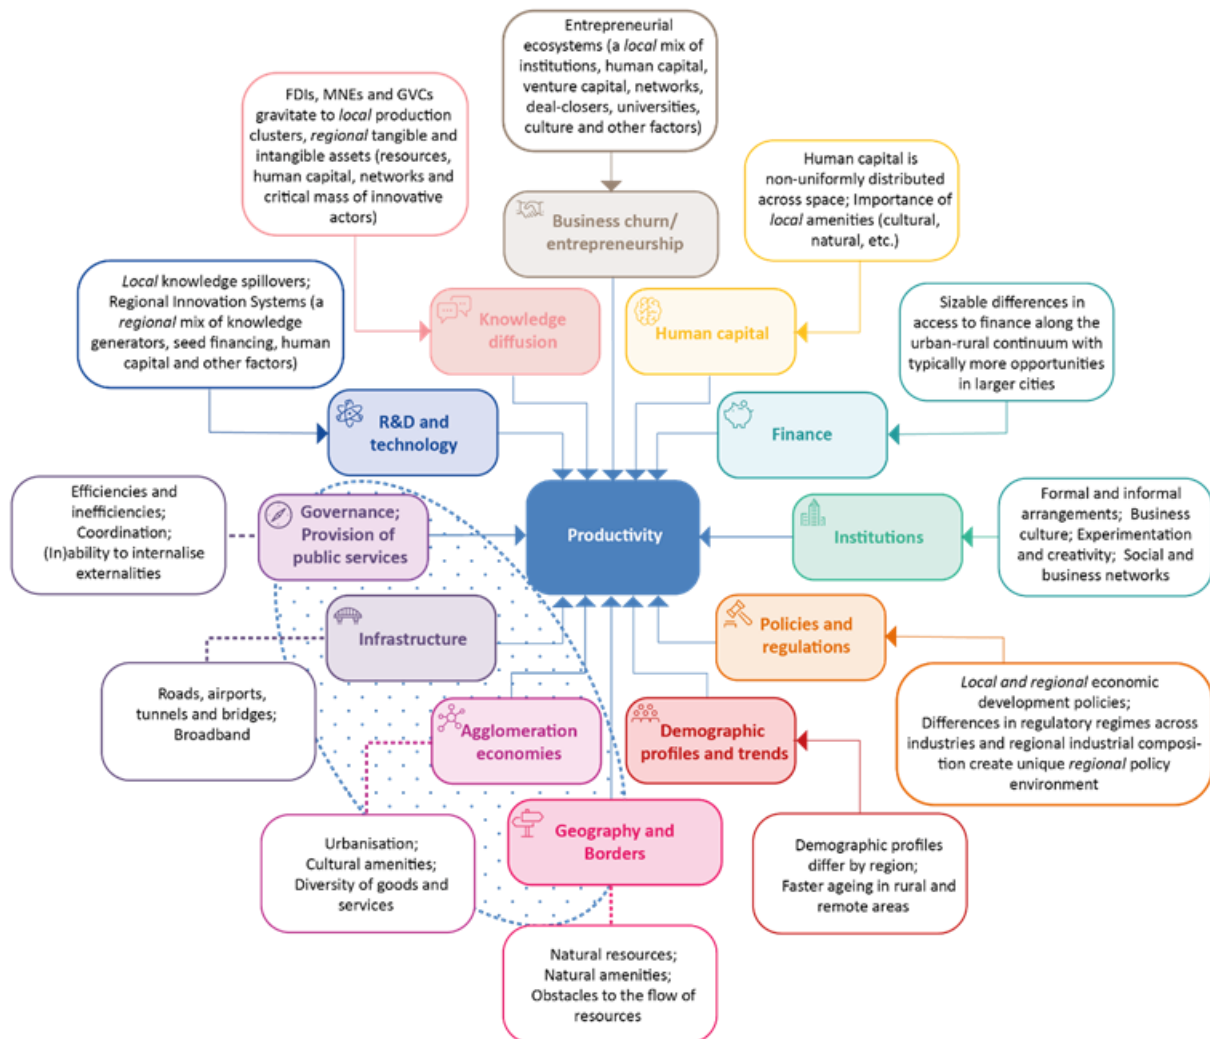 Entrepreneurial
ecosystems (a local mix of
institutions, human capital,
venture capital, networks,
deal-closers, universities,
culture and other factors)
FDIs, MNEs and GVCs
gravitate to local production
clusters, regional tangible and
intangible assets (resources,
human capital, networks and
critical mass of innovative
actors)
Human capital is
non-uniformly distributed
across space; Importance of
local amenities (cultural,
natural, etc.)
Business churn/
entrepreneurship
Local knowledge spillovers;
Regional Innovation Systems (a
regional mix of knowledge
generators, seed financing, human
capital and other factors)
Knowledge
diffusion
Human capital
Sizable differences in
access to finance along the
urban-rural continuum with
typically more opportunities
in larger cities
R&D and
technology
Finance
Efficiencies and
inefficiencies;
Coordination;
(In)ability to internalise
externalities
Governance;
Provision of
public services
Productivity
Institutions
Formal and informal
arrangements; Business
culture; Experimentation
and creativity; Social and
business networks
Infrastructure
Policies and
regulations
Roads, airports,
tunnels and bridges;
Broadband
Agglomeration
economies
Demographic
profiles and trends
Local and regional economic
development policies;
Differences in regulatory regimes across
industries and regional industrial composi-
tion create unique regional policy
environment
Urbanisation;
Cultural amenities;
Diversity of goods and
services
Geography and
Borders
Demographic profiles
differ by region;
Faster ageing in rural and
remote areas
Natural resources;
Natural amenities;
Obstacles to the flow of
resources